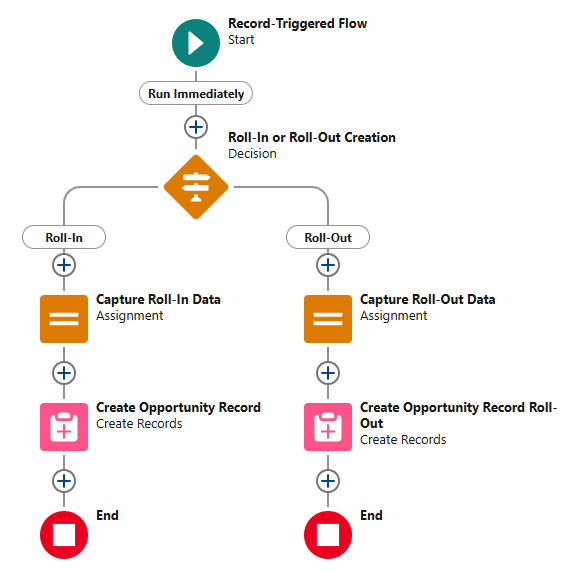 Record-Triggered Flow
Start
Run Immediately
Roll-In or Roll-Out Creation
Decision
Roll-In
Roll-Out
Capture Roll-In Data
Assignment
Capture Roll-Out Data
Assignment
Create Opportunity Record
Create Records
Create Opportunity Record Roll-
Out
Create Records
End
End